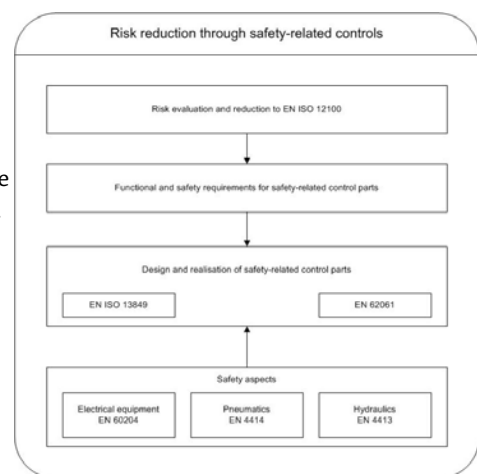 Risk reduction through safety-related controls
Risk evaluation and reduction to EN ISO 12100
Functional and safety requirements for safety-related control parts
Design and realisation of safety-related control parts
EN ISO 13849
EN 62061
Safety aspects
Electrical equipment
EN 60204
Pneumatics
EN 4414
Hydraulics
EN 4413